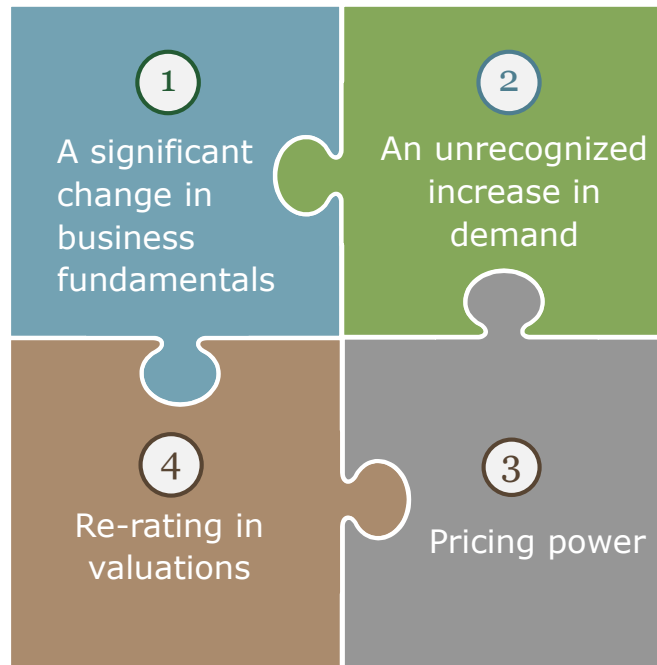 1
A significant
change in
business
fundamentals
2
An unrecognized
increase in
demand
4
Re-rating in
valuations
3
Pricing power